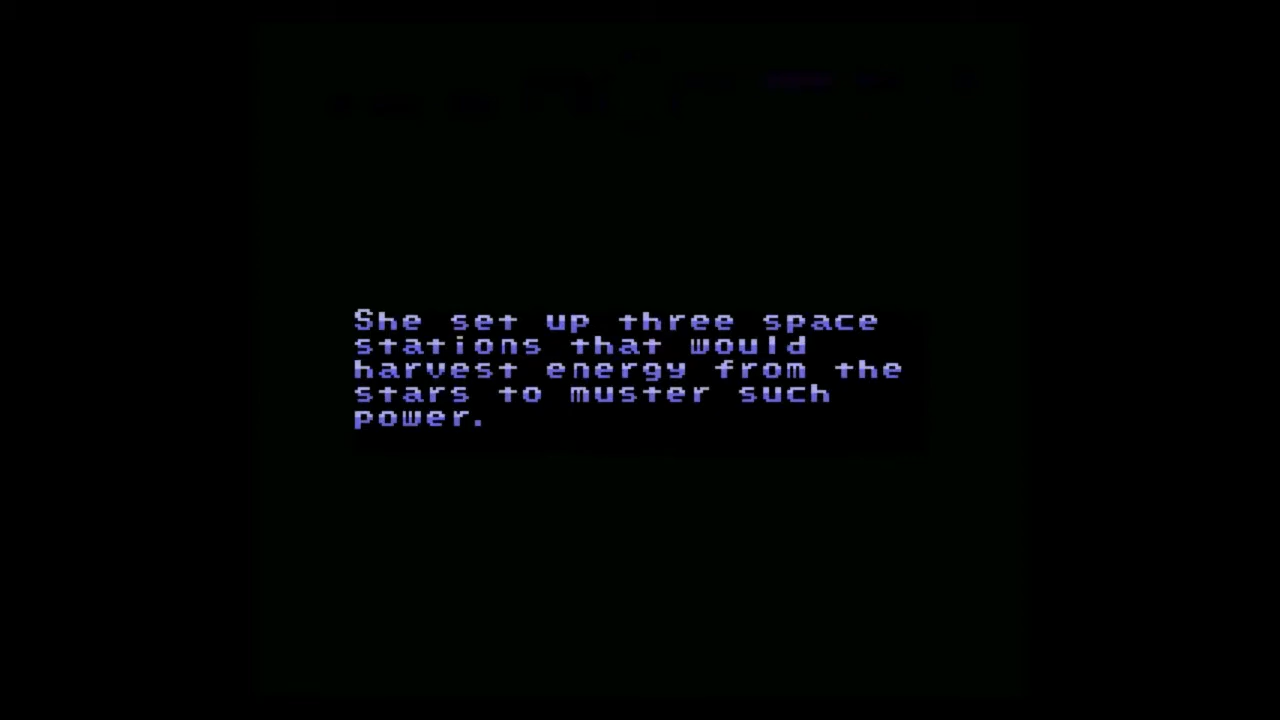 She set up three space
stations that would
harvest energy from the
stars to muster such
power.